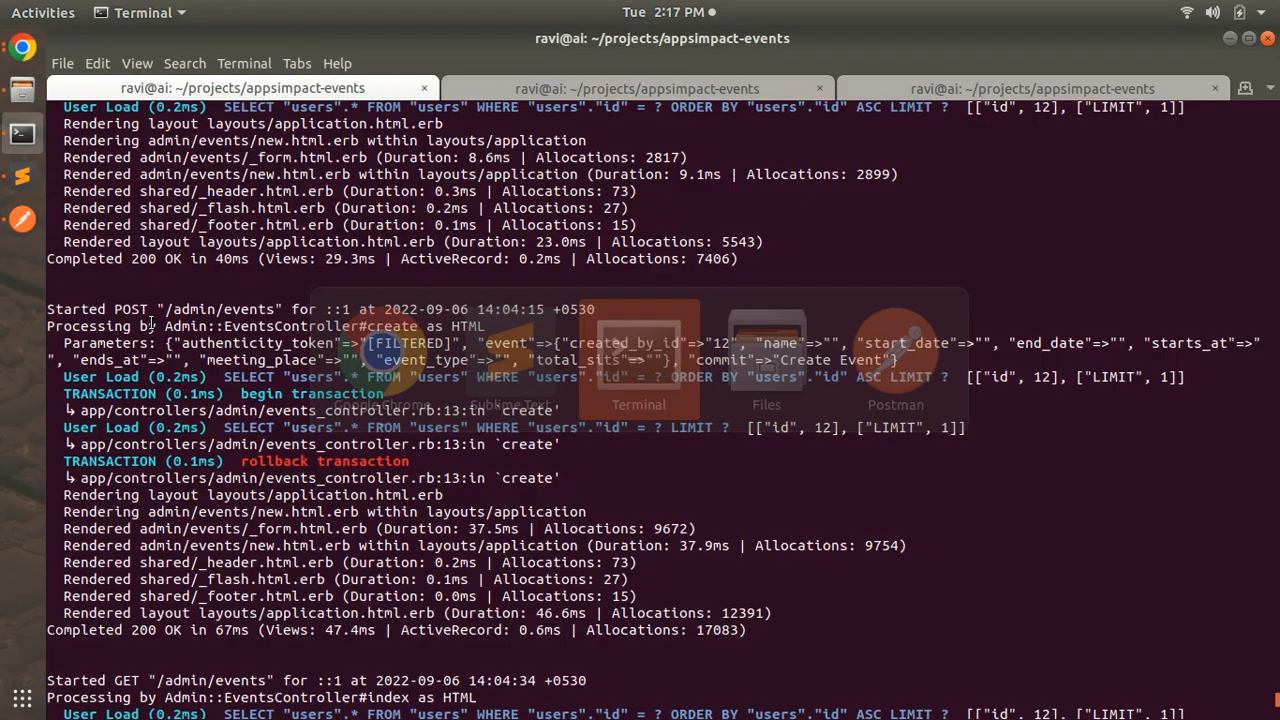 Activities Terminal Tue 2:17 PM
ravi@ai: ~/projects/appsimpact-events
File Edit View Search Terminal Tabs Help
ravi@ai: ~/projects/appsimpact-events × ravi@ai: ~/projects/appsimpact-events × ravi@ai: ~/projects/appsimpact-events ×
User Load (0.2ms) SELECT "users".* FROM "users" WHERE "users"."id" = ? ORDER BY "users"."id" ASC LIMIT ? [["id", 12], ["LIMIT", 1]]
Rendering layout layouts/application.html.erb
Rendering admin/events/new.html.erb within layouts/application
Rendered admin/events/_form.html.erb (Duration: 8.6ms | Allocations: 2817)
Rendered admin/events/new.html.erb within layouts/application (Duration: 9.1ms | Allocations: 2899)
Rendered shared/_header.html.erb (Duration: 0.3ms | Allocations: 73)
Rendered shared/_flash.html.erb (Duration: 0.2ms | Allocations: 27)
Rendered shared/_footer.html.erb (Duration: 0.1ms | Allocations: 15)
Rendered layout layouts/application.html.erb (Duration: 23.0ms | Allocations: 5543)
Completed 200 OK in 40ms (Views: 29.3ms | ActiveRecord: 0.2ms | Allocations: 7406)
Started POST "/admin/events" for ::1 at 2022-09-06 14:04:15 +0530
Processing by Admin::EventsController#create as HTML
Parameters: {"authenticity_token"=>"[FILTERED]", "event"=>{"created_by_id"=>"12", "name"=>"", "start_date"=>"", "end_date"=>"", "starts_at"=>"
", "ends_at"=>"", "meeting_place"=>"", "event_type"=>"", "total_sits"=>""}, "commit"=>"Create Event"}
User Load (0.2ms) SELECT "users".* FROM "users" WHERE "users"."id" = ? ORDER BY "users"."id" ASC LIMIT ? [["id", 12], ["LIMIT", 1]]
TRANSACTION (0.1ms) begin transaction
Google Chrome Sublime Text Terminal Files Postman
↳ app/controllers/admin/events_controller.rb:13:in `create'
User Load (0.2ms) SELECT "users".* FROM "users" WHERE "users"."id" = ? LIMIT ? [["id", 12], ["LIMIT", 1]]
↳ app/controllers/admin/events_controller.rb:13:in `create'
TRANSACTION (0.1ms) rollback transaction
↳ app/controllers/admin/events_controller.rb:13:in `create'
Rendering layout layouts/application.html.erb
Rendering admin/events/new.html.erb within layouts/application
Rendered admin/events/_form.html.erb (Duration: 37.5ms | Allocations: 9672)
Rendered admin/events/new.html.erb within layouts/application (Duration: 37.9ms | Allocations: 9754)
Rendered shared/_header.html.erb (Duration: 0.2ms | Allocations: 73)
Rendered shared/_flash.html.erb (Duration: 0.1ms | Allocations: 27)
Rendered shared/_footer.html.erb (Duration: 0.0ms | Allocations: 15)
Rendered layout layouts/application.html.erb (Duration: 46.6ms | Allocations: 12391)
Completed 200 OK in 67ms (Views: 47.4ms | ActiveRecord: 0.6ms | Allocations: 17083)
Started GET "/admin/events" for ::1 at 2022-09-06 14:04:34 +0530
Processing by Admin::EventsController#index as HTML
User Load (0.2ms) SELECT "users".* FROM "users" WHERE "users"."id" = ? ORDER BY "users"."id" ASC LIMIT ? [["id", 12], ["LIMIT", 1]]